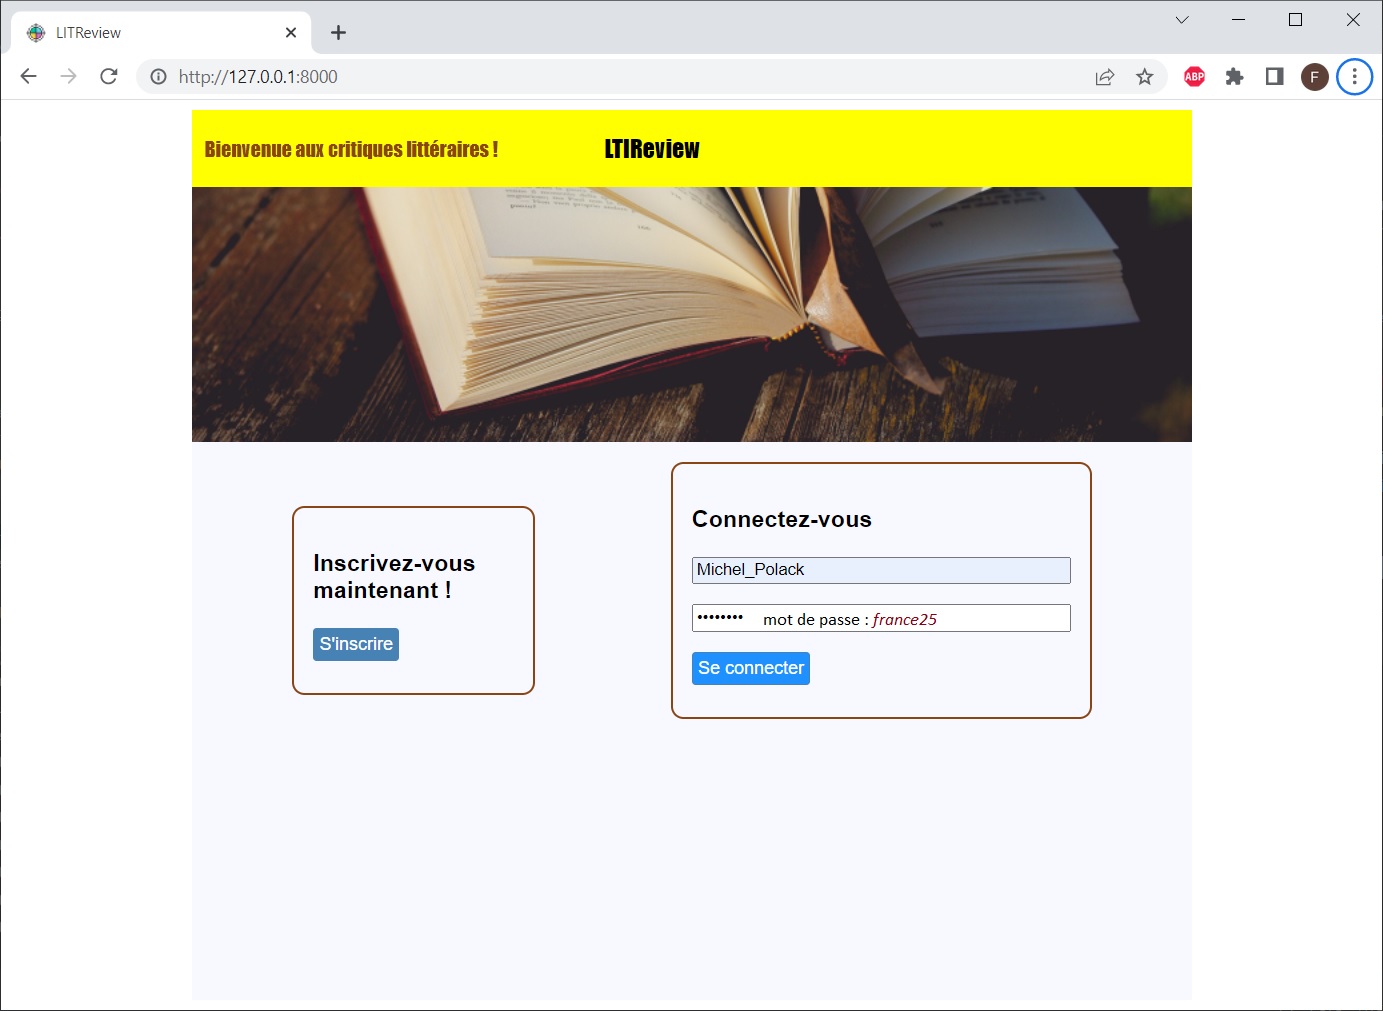 LITReview
http://127.0.0.1:8000
ABP
F
Bienvenue aux critiques littéraires !
LTIReview
Inscrivez-vous
maintenant !
S'inscrire
Connectez-vous
Michel_Polack
•••••••• mot de passe : france25
Se connecter